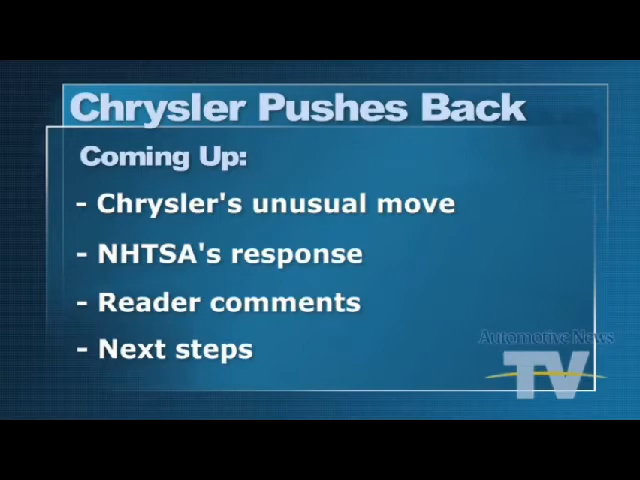 Chrysler Pushes Back
Coming Up:
- Chrysler's unusual move
- NHTSA's response
- Reader comments
- Next steps
Automotive News
TV